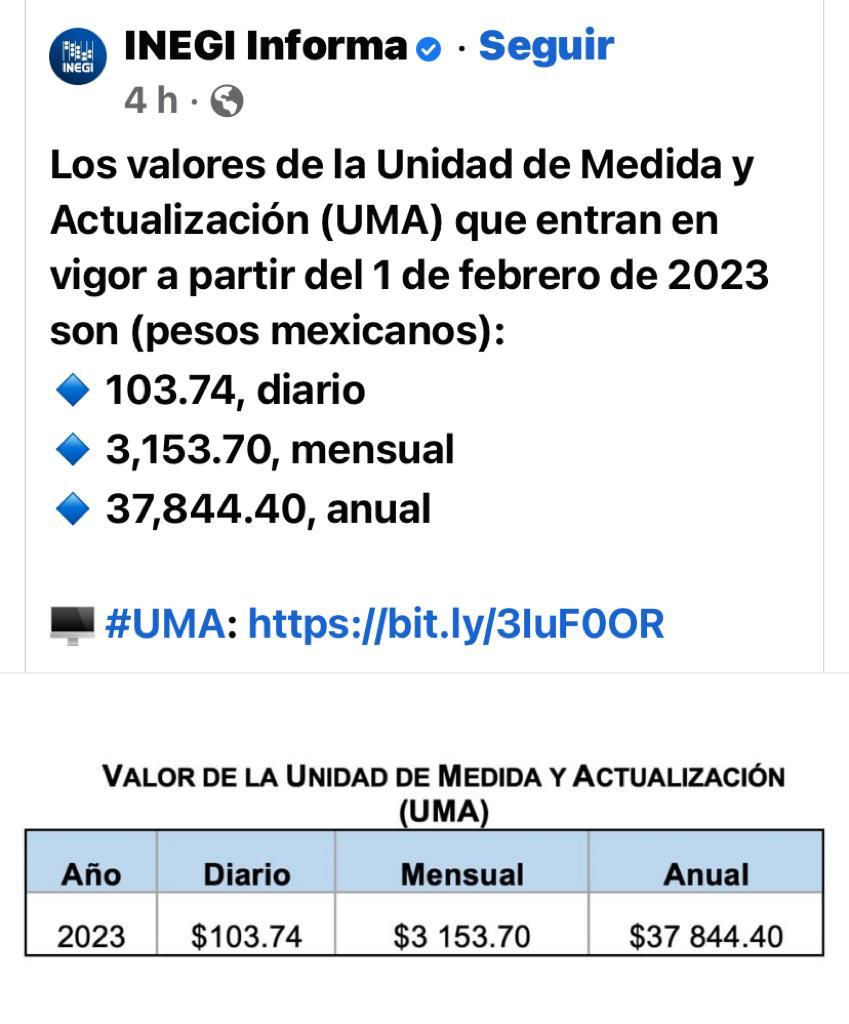 INEGI
INEGI Informa · Seguir
4 h ·
Los valores de la Unidad de Medida y
Actualización (UMA) que entran en
vigor a partir del 1 de febrero de 2023
son (pesos mexicanos):
🔹 103.74, diario
🔹 3,153.70, mensual
🔹 37,844.40, anual
🖥️ #UMA: https://bit.ly/3IuF0OR
VALOR DE LA UNIDAD DE MEDIDA Y ACTUALIZACIÓN
(UMA)
Año Diario Mensual Anual
2023 $103.74 $3 153.70 $37 844.40